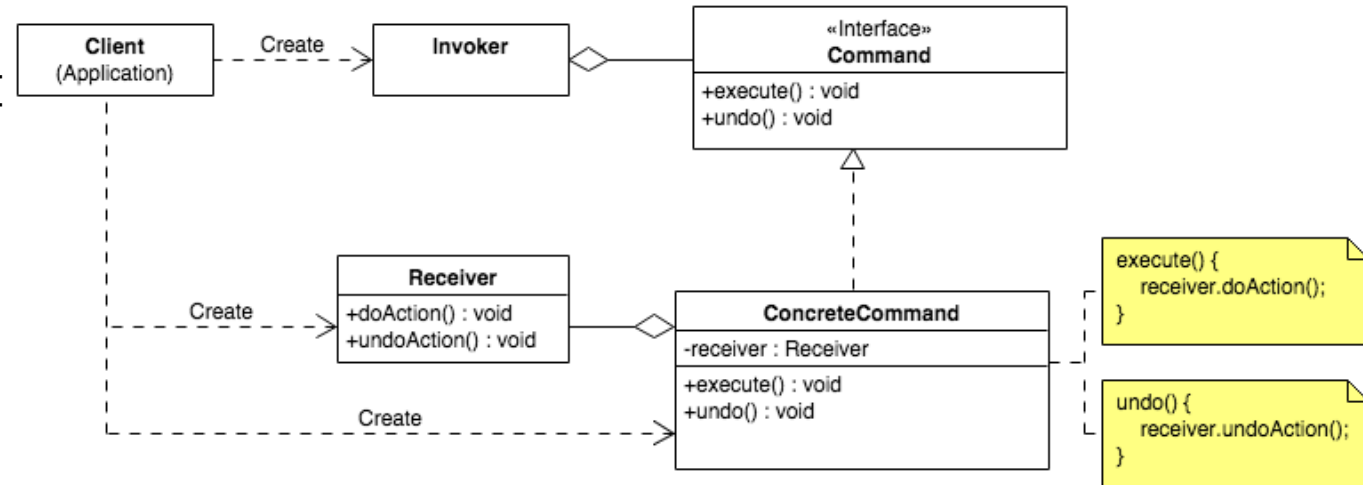 Client
(Application)
Create
Invoker
«Interface»
Command
+execute() : void
+undo() : void
Receiver
+doAction() : void
+undoAction() : void
Create
ConcreteCommand
-receiver : Receiver
+execute() : void
+undo() : void
Create
execute() {
receiver.doAction();
}
undo() {
receiver.undoAction();
}